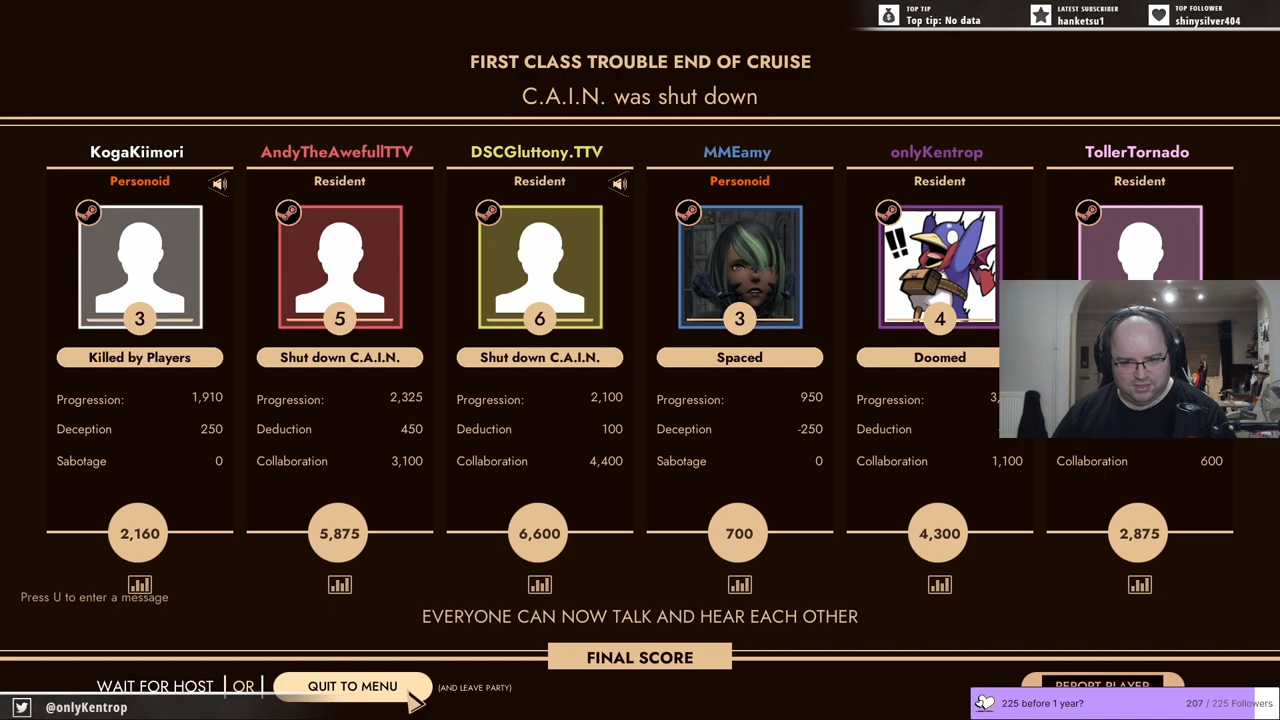 TOP TIP
Top tip: No data
LATEST SUBSCRIBER
hanketsu1
TOP FOLLOWER
shinysilver404
FIRST CLASS TROUBLE END OF CRUISE
C.A.I.N. was shut down
KogaKiimori
Personoid
3
Killed by Players
Progression: 1,910
Deception 250
Sabotage 0
2,160
AndyTheAwefullTTV
Resident
5
Shut down C.A.I.N.
Progression: 2,325
Deduction 450
Collaboration 3,100
5,875
DSCGluttony.TTV
Resident
6
Shut down C.A.I.N.
Progression: 2,100
Deduction 100
Collaboration 4,400
6,600
MMEamy
Personoid
3
Spaced
Progression: 950
Deception -250
Sabotage 0
700
onlyKentrop
Resident
!!
4
Doomed
Progression: 3,
Deduction
Collaboration 1,100
4,300
TollerTornado
Resident
Collaboration 600
2,875
Press U to enter a message
EVERYONE CAN NOW TALK AND HEAR EACH OTHER
FINAL SCORE
WAIT FOR HOST | OR | QUIT TO MENU (AND LEAVE PARTY)
REPORT PLAYER
@onlyKentrop
225 before 1 year? 207 / 225 Followers